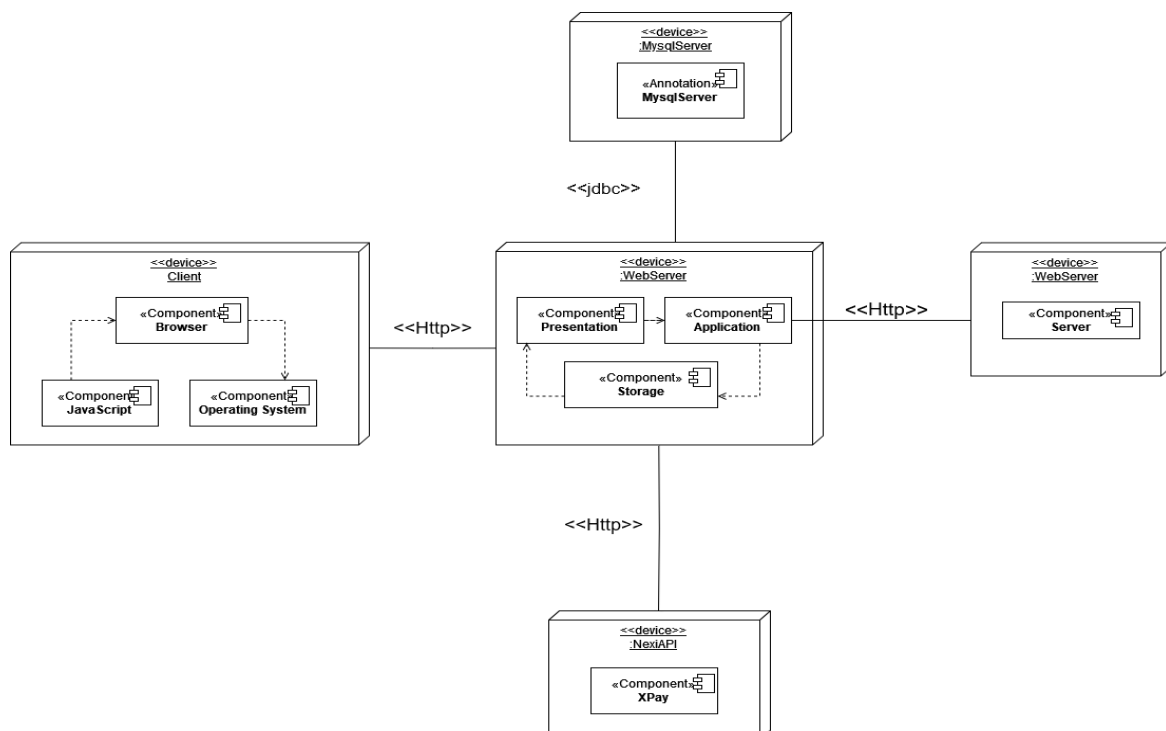 <<device>>
:MysqlServer
«Annotation»
MysqlServer
<<jdbc>>
<<device>>
Client
«Component»
Browser
«Component
JavaScript
«Component»
Operating System
<<Http>>
<<device>>
:WebServer
«Component»
Presentation
«Component»
Application
«Component»
Storage
<<Http>>
<<device>>
:WebServer
«Component»
Server
<<Http>>
<<device>>
:NexiAPI
«Component»
XPay